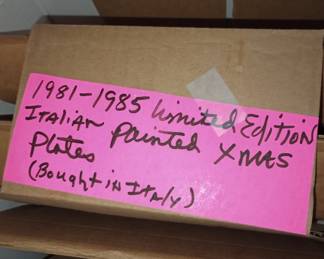 1981-1985 Limited Edition
Italian Painted XMAS
Plates
(Bought in Italy)